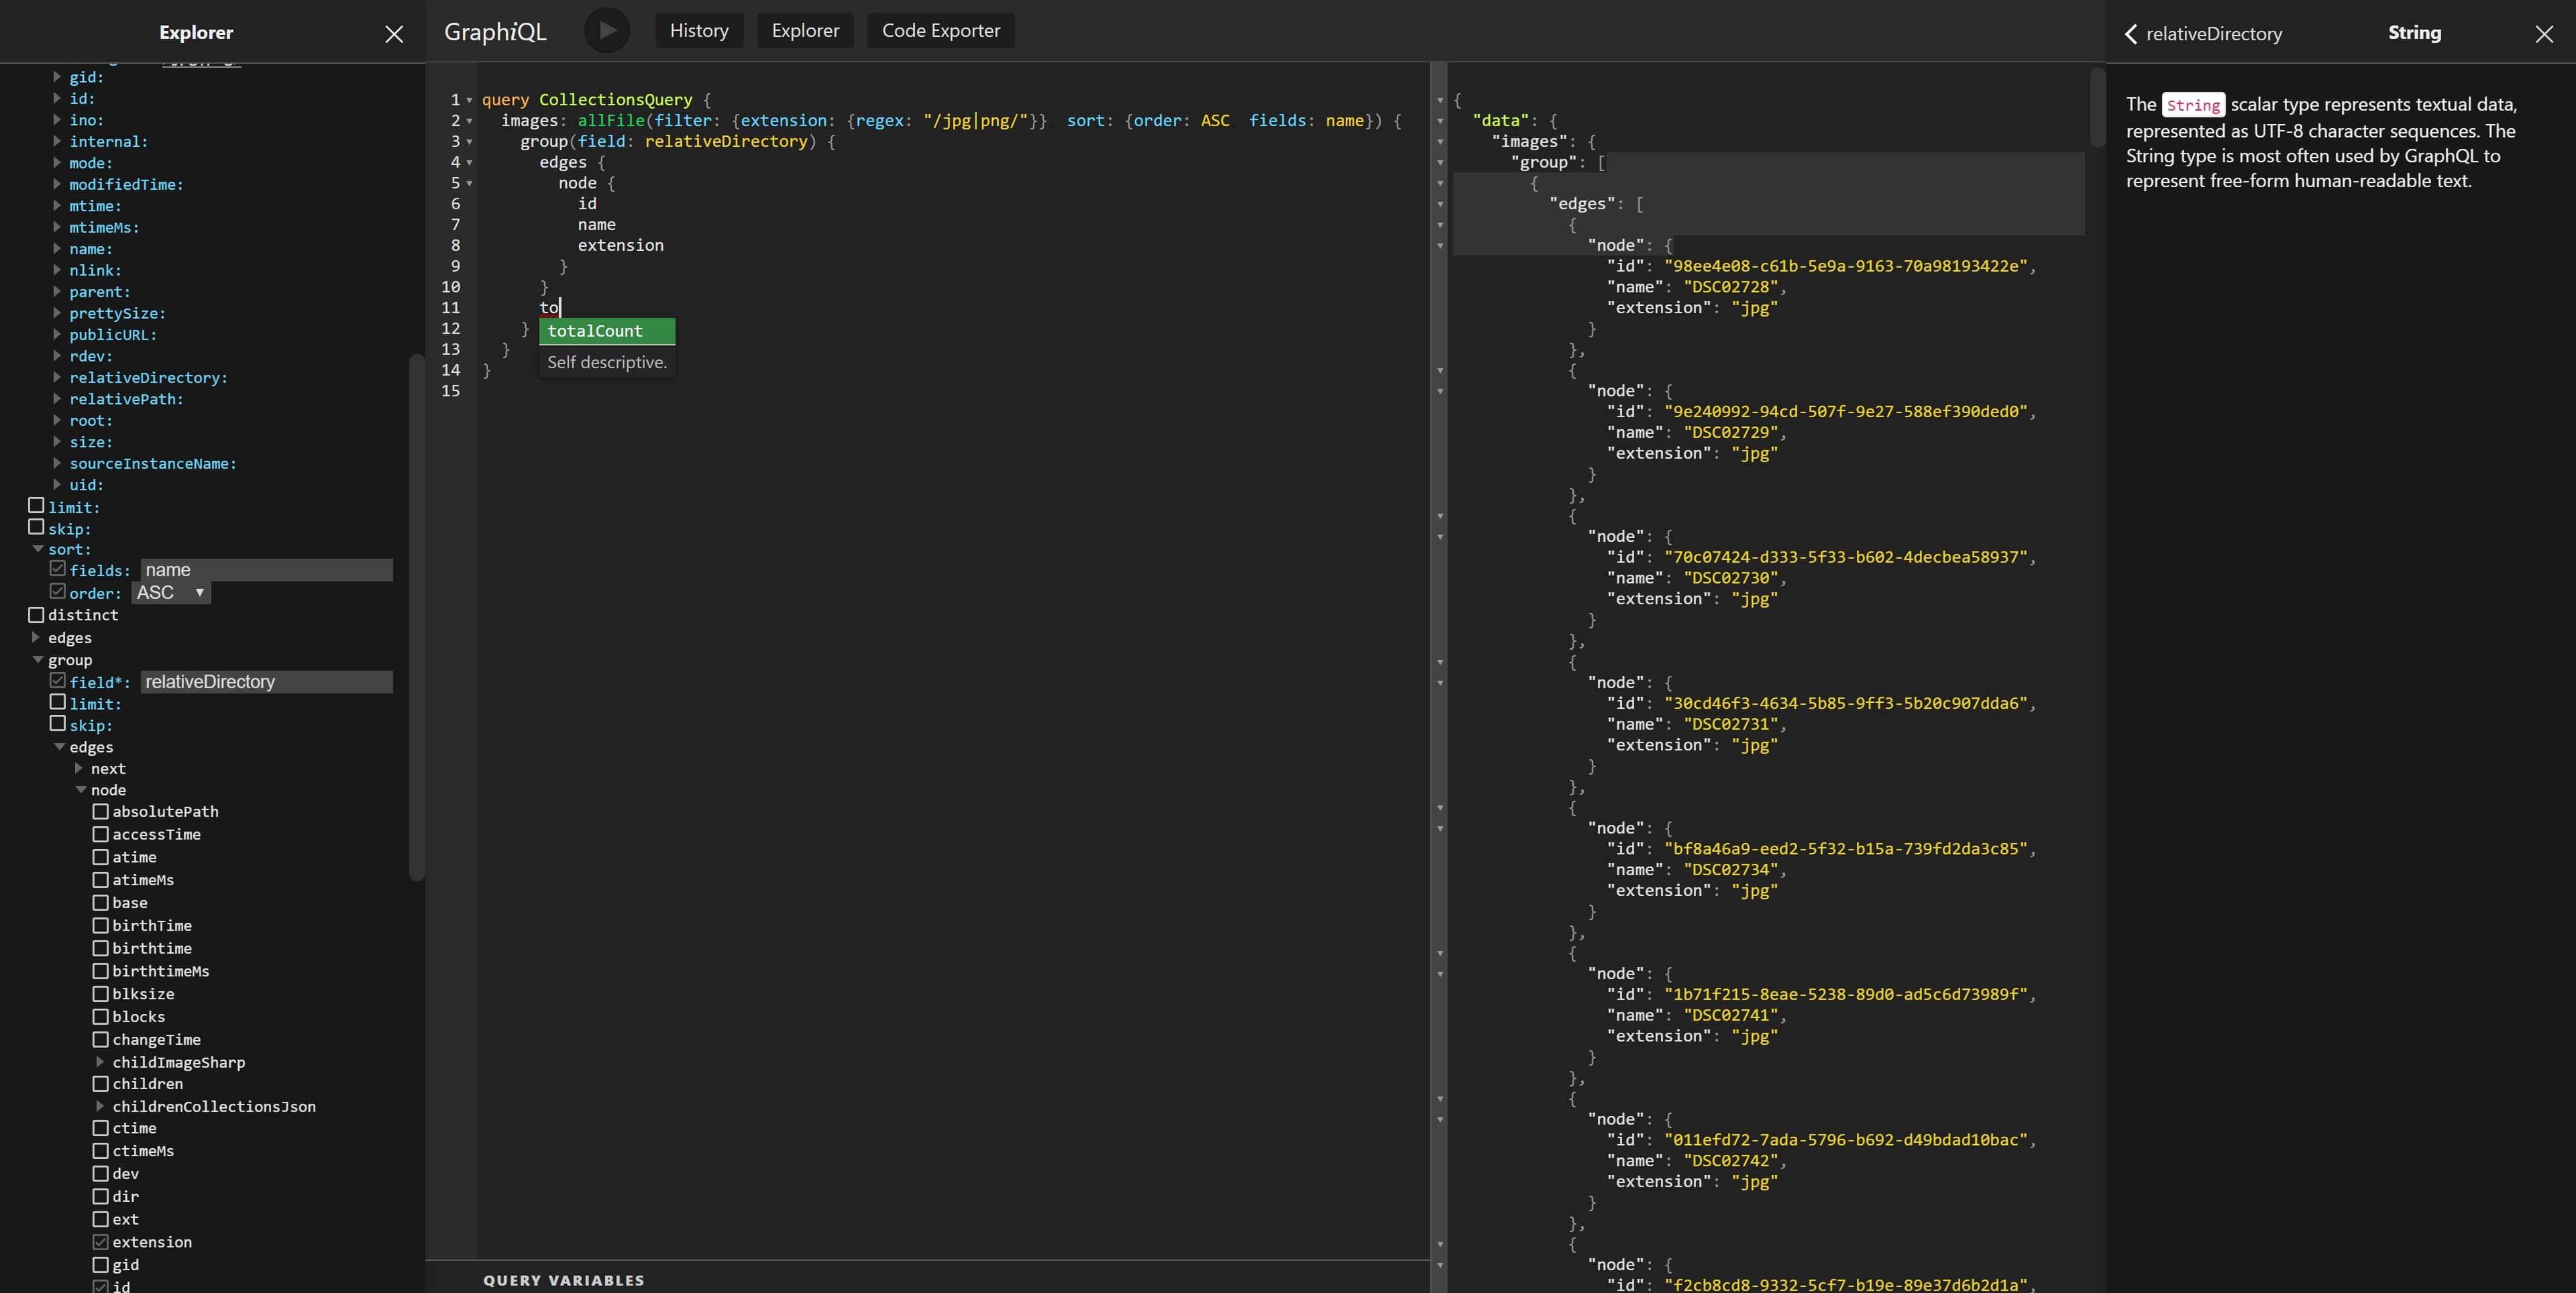 Explorer
gid:
id:
ino:
internal:
mode:
modifiedTime:
mtime:
mtimeMs:
name:
nlink:
parent:
prettySize:
publicURL:
rdev:
relativeDirectory:
relativePath:
root:
size:
sourceInstanceName:
uid:
limit:
skip:
sort:
fields: name
order: ASC
distinct
edges
group
field*: relativeDirectory
limit:
skip:
edges
next
node
absolutePath
accessTime
atime
atimeMs
base
birthTime
birthtime
birthtimeMs
blksize
blocks
changeTime
childImageSharp
children
childrenCollectionsJson
ctime
ctimeMs
dev
dir
ext
extension
gid
id
GraphiQL History Explorer Code Exporter
1 query CollectionsQuery {
2 images: allFile(filter: {extension: {regex: "/jpg|png/"}}, sort: {order: ASC, fields: name}) {
3 group(field: relativeDirectory) {
4 edges {
5 node {
6 id
7 name
8 extension
9 }
10 }
11 to
12 }
totalCount
13 }
Self descriptive.
14 }
15
QUERY VARIABLES
{
"data": {
"images": {
"group": [
{
"edges": [
{
"node": {
"id": "98ee4e08-c61b-5e9a-9163-70a98193422e",
"name": "DSC02728",
"extension": "jpg"
}
},
{
"node": {
"id": "9e240992-94cd-507f-9e27-588ef390ded0",
"name": "DSC02729",
"extension": "jpg"
}
},
{
"node": {
"id": "70c07424-d333-5f33-b602-4decbea58937",
"name": "DSC02730",
"extension": "jpg"
}
},
{
"node": {
"id": "30cd46f3-4634-5b85-9ff3-5b20c907dda6",
"name": "DSC02731",
"extension": "jpg"
}
},
{
"node": {
"id": "bf8a46a9-eed2-5f32-b15a-739fd2da3c85",
"name": "DSC02734",
"extension": "jpg"
}
},
{
"node": {
"id": "1b71f215-8eae-5238-89d0-ad5c6d73989f",
"name": "DSC02741",
"extension": "jpg"
}
},
{
"node": {
"id": "011efd72-7ada-5796-b692-d49bdad10bac",
"name": "DSC02742",
"extension": "jpg"
}
},
{
"node": {
"id": "f2cb8cd8-9332-5cf7-b19e-89e37d6b2d1a",
relativeDirectory String
The String scalar type represents textual data,
represented as UTF-8 character sequences. The
String type is most often used by GraphQL to
represent free-form human-readable text.